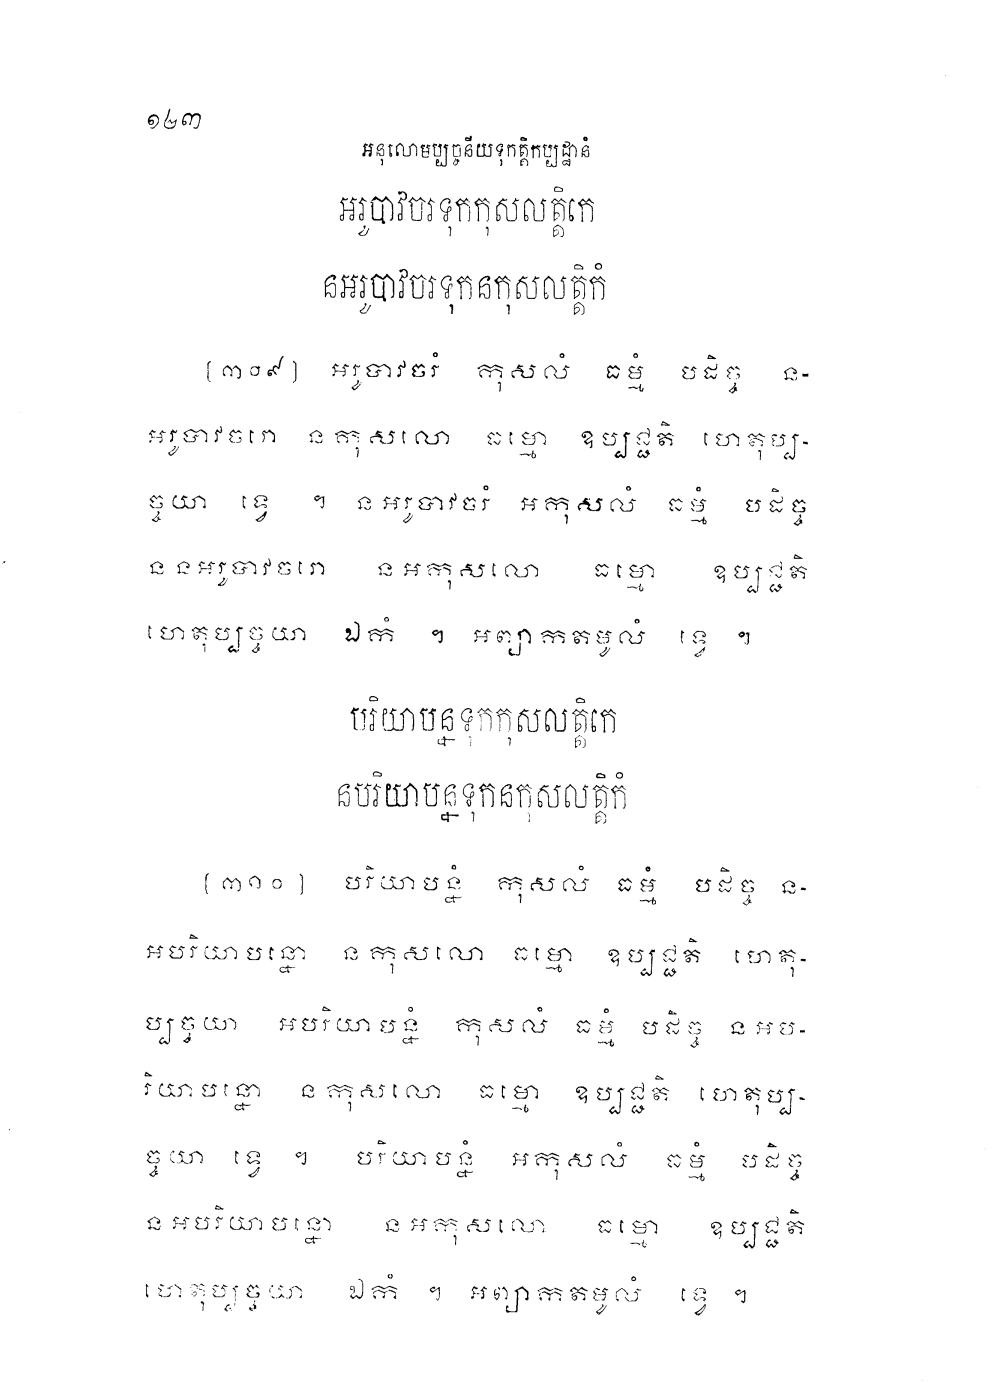 ១៤៣
អនុលោមប្បច្ចនីយទុកត្តិកប្បដ្ឋានំ
អរូបាវចរទុកកុសលត្តិកេ
នអរូបាវចរទុកនកុសលត្តិកំ
[៣០៩] អរូបាវចរំ កុសលំ ធម្មំ បដិច្ច ន-
អរូបាវចរោ នកុសលោ ធម្មោ ឧប្បជ្ជតិ ហេតុប្ប-
ច្ចយា ទ្វេ ។ នអរូបាវចរំ អកុសលំ ធម្មំ បដិច្ច
ននអរូបាវចរោ នអកុសលោ ធម្មោ ឧប្បជ្ជតិ
ហេតុប្បច្ចយា ឯកំ ។ អព្យាកតមូលំ ទ្វេ ។
បរិយាបន្នទុកកុសលត្តិកេ
នបរិយាបន្នទុកនកុសលត្តិកំ
[៣១០] បរិយាបន្នំ កុសលំ ធម្មំ បដិច្ច ន-
អបរិយាបន្នោ នកុសលោ ធម្មោ ឧប្បជ្ជតិ ហេតុ-
ប្បច្ចយា អបរិយាបន្នំ កុសលំ ធម្មំ បដិច្ច នអប-
រិយាបន្នោ នកុសលោ ធម្មោ ឧប្បជ្ជតិ ហេតុប្ប-
ច្ចយា ទ្វេ ។ បរិយាបន្នំ អកុសលំ ធម្មំ បដិច្ច
នអបរិយាបន្នោ នអកុសលោ ធម្មោ ឧប្បជ្ជតិ
ហេតុប្បច្ចយា ឯកំ ។ អព្យាកតមូលំ ទ្វេ ។